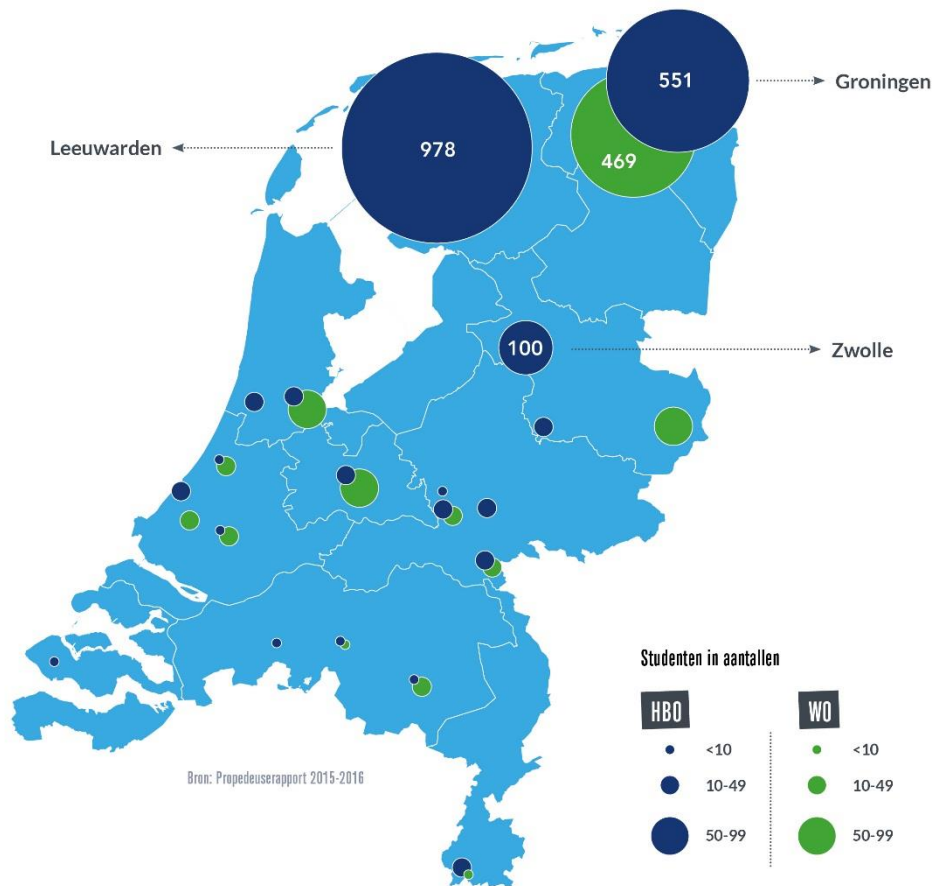 551
Groningen
Leeuwarden
978
469
100
Zwolle
Studenten in aantallen
HBO
WO
<10
<10
10-49
10-49
50-99
50-99
Bron: Propedeuserapport 2015-2016